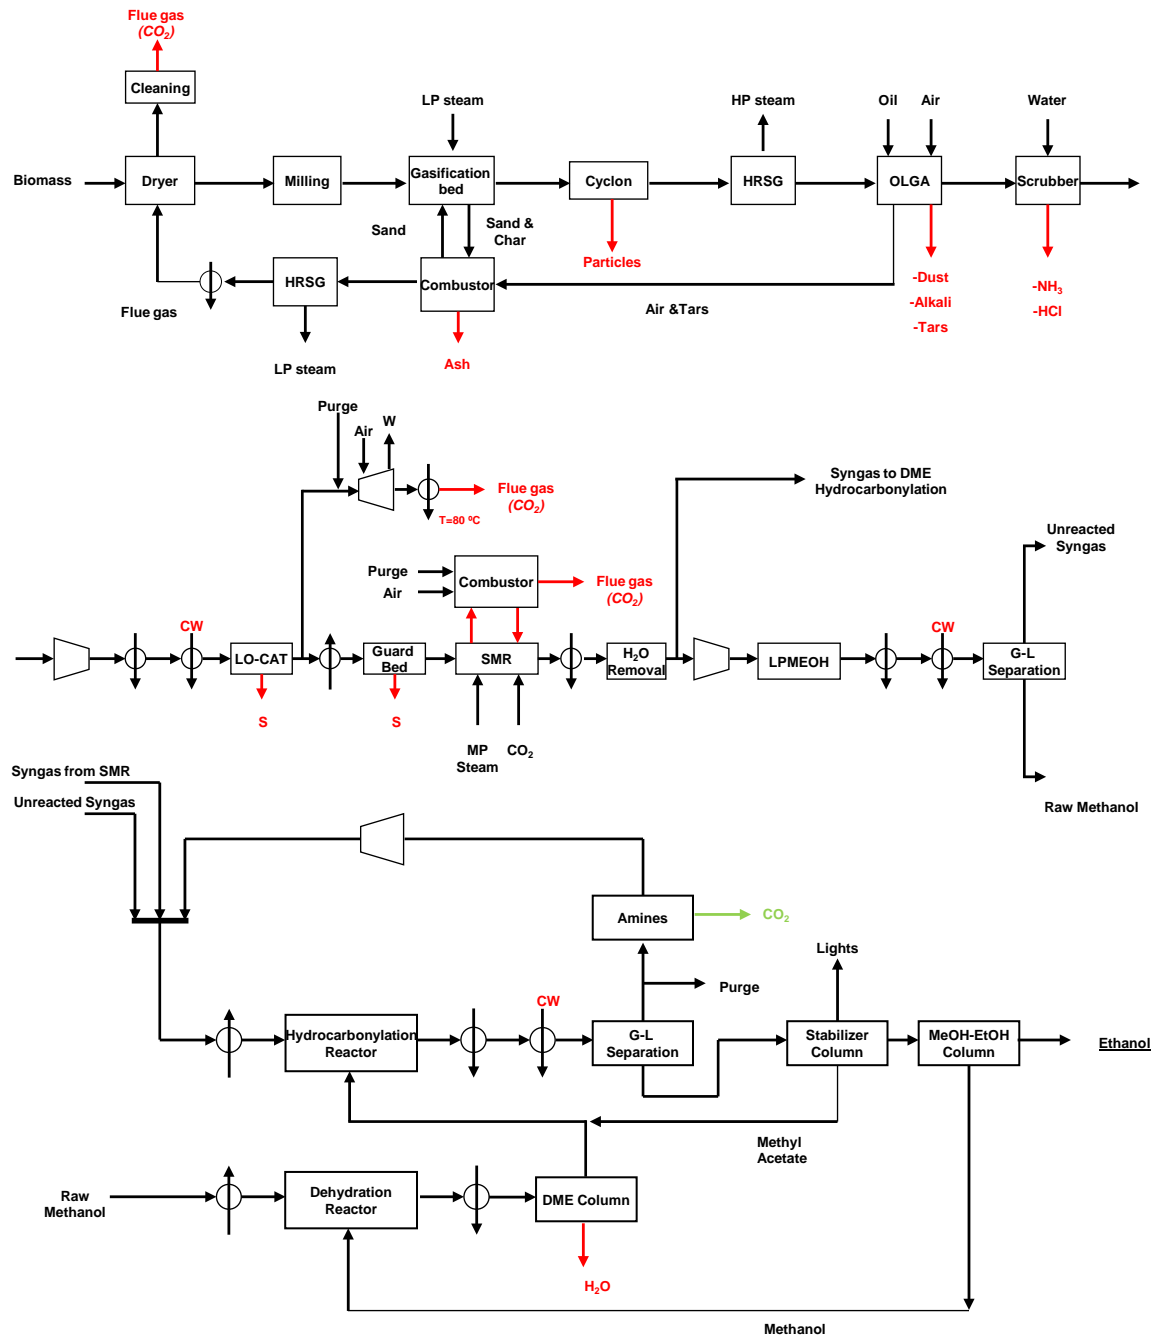 Flue gas
(CO₂)
Cleaning
LP steam
HP steam
Oil
Air
Water
Biomass
Dryer
Milling
Gasification
bed
Cyclon
HRSG
OLGA
Scrubber
Sand
Sand &
Char
Particles
HRSG
Combustor
-Dust
-Alkali
-Tars
-NH₃
-HCl
Flue gas
Air &Tars
LP steam
Ash
Purge
Air
W
Flue gas
(CO₂)
T=80 ºC
Syngas to DME
Hydrocarbonylation
Unreacted
Syngas
Purge
Air
Combustor
Flue gas
(CO₂)
CW
LO-CAT
Guard
Bed
SMR
H₂O
Removal
LPMEOH
CW
G-L
Separation
S
S
MP
Steam
CO₂
Raw Methanol
Syngas from SMR
Unreacted Syngas
Amines
CO₂
Lights
Purge
CW
Hydrocarbonylation
Reactor
G-L
Separation
Stabilizer
Column
MeOH-EtOH
Column
Ethanol
Methyl
Acetate
Raw
Methanol
Dehydration
Reactor
DME Column
H₂O
Methanol